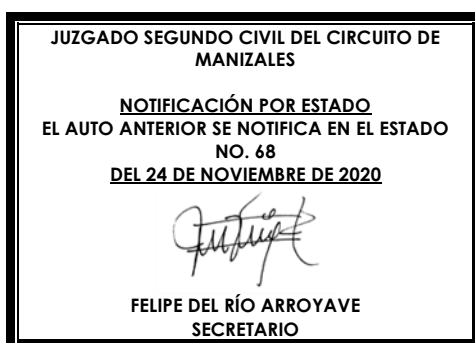 JUZGADO SEGUNDO CIVIL DEL CIRCUITO DE
MANIZALES
NOTIFICACIÓN POR ESTADO
EL AUTO ANTERIOR SE NOTIFICA EN EL ESTADO
NO. 68
DEL 24 DE NOVIEMBRE DE 2020
FELIPE DEL RÍO ARROYAVE
SECRETARIO